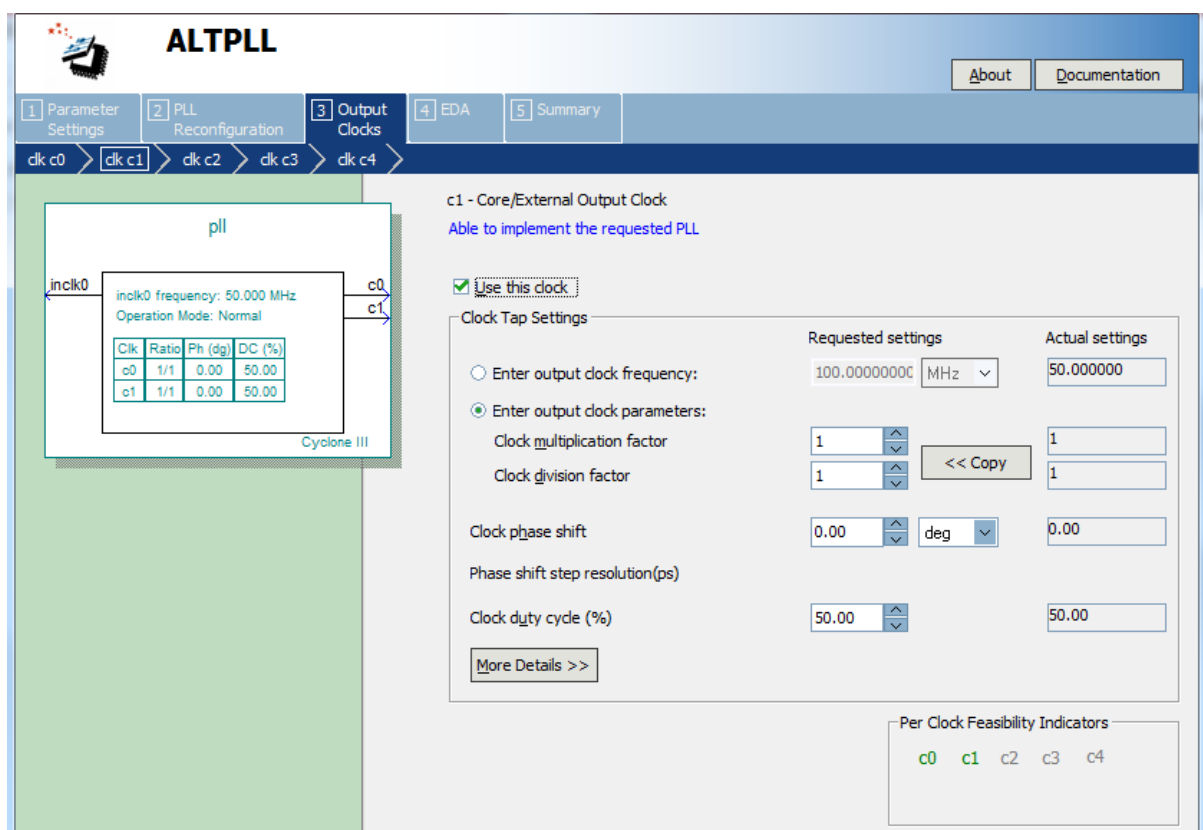 ALTPLL
About Documentation
1 Parameter Settings
2 PLL Reconfiguration
3 Output Clocks
4 EDA
5 Summary
clk c0 clk c1 clk c2 clk c3 clk c4
pll
inclk0
c0
c1
inclk0 frequency: 50.000 MHz
Operation Mode: Normal
Clk Ratio Ph (dg) DC (%)
c0 1/1 0.00 50.00
c1 1/1 0.00 50.00
Cyclone III
c1 - Core/External Output Clock
Able to implement the requested PLL
Use this clock
Clock Tap Settings
Requested settings Actual settings
Enter output clock frequency: 100.00000000 MHz 50.000000
Enter output clock parameters:
Clock multiplication factor 1 1
<< Copy
Clock division factor 1 1
Clock phase shift 0.00 deg 0.00
Phase shift step resolution(ps)
Clock duty cycle (%) 50.00 50.00
More Details >>
Per Clock Feasibility Indicators
c0 c1 c2 c3 c4